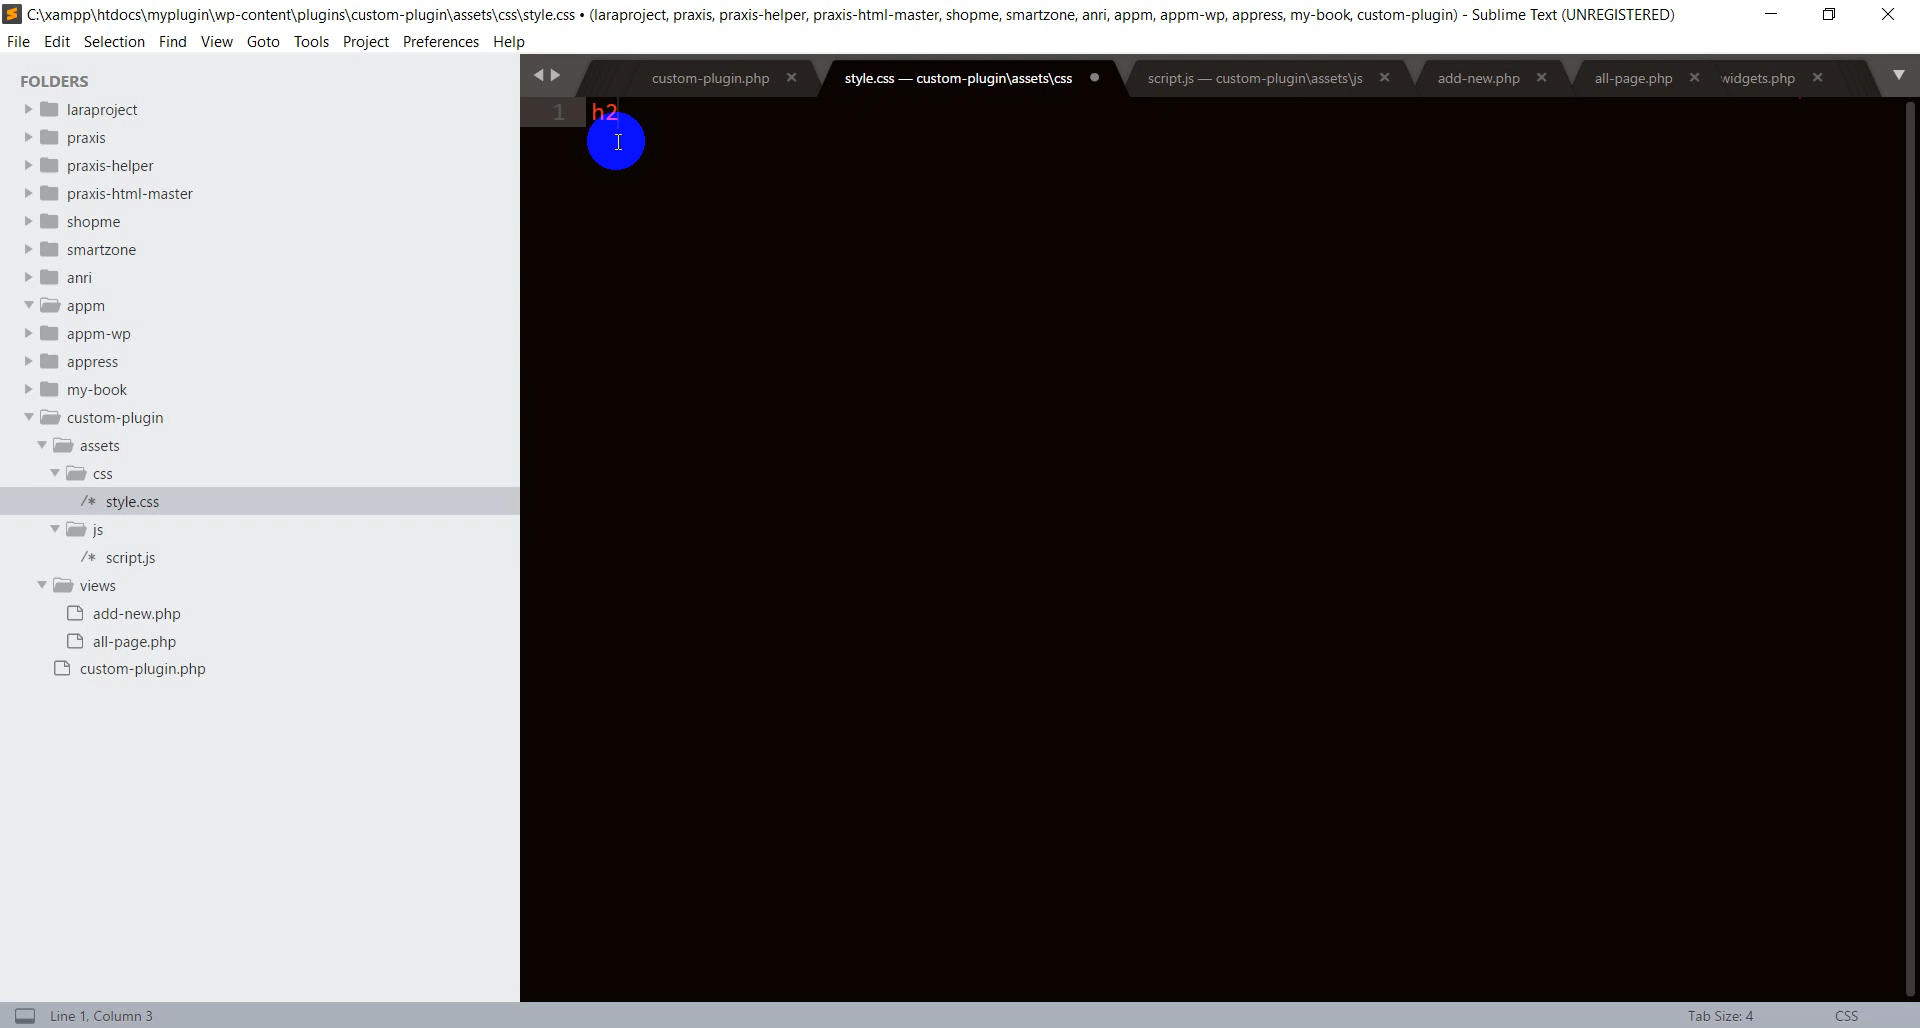 C:\xampp\htdocs\myplugin\wp-content\plugins\custom-plugin\assets\css\style.css • (laraproject, praxis, praxis-helper, praxis-html-master, shopme, smartzone, anri, appm, appm-wp, appress, my-book, custom-plugin) - Sublime Text (UNREGISTERED)
File Edit Selection Find View Goto Tools Project Preferences Help
FOLDERS
laraproject
praxis
praxis-helper
praxis-html-master
shopme
smartzone
anri
appm
appm-wp
appress
my-book
custom-plugin
assets
css
/* style.css
js
/* script.js
views
add-new.php
all-page.php
custom-plugin.php
custom-plugin.php style.css — custom-plugin\assets\css script.js — custom-plugin\assets\js add-new.php all-page.php widgets.php
1 h2
Line 1, Column 3 Tab Size: 4 CSS